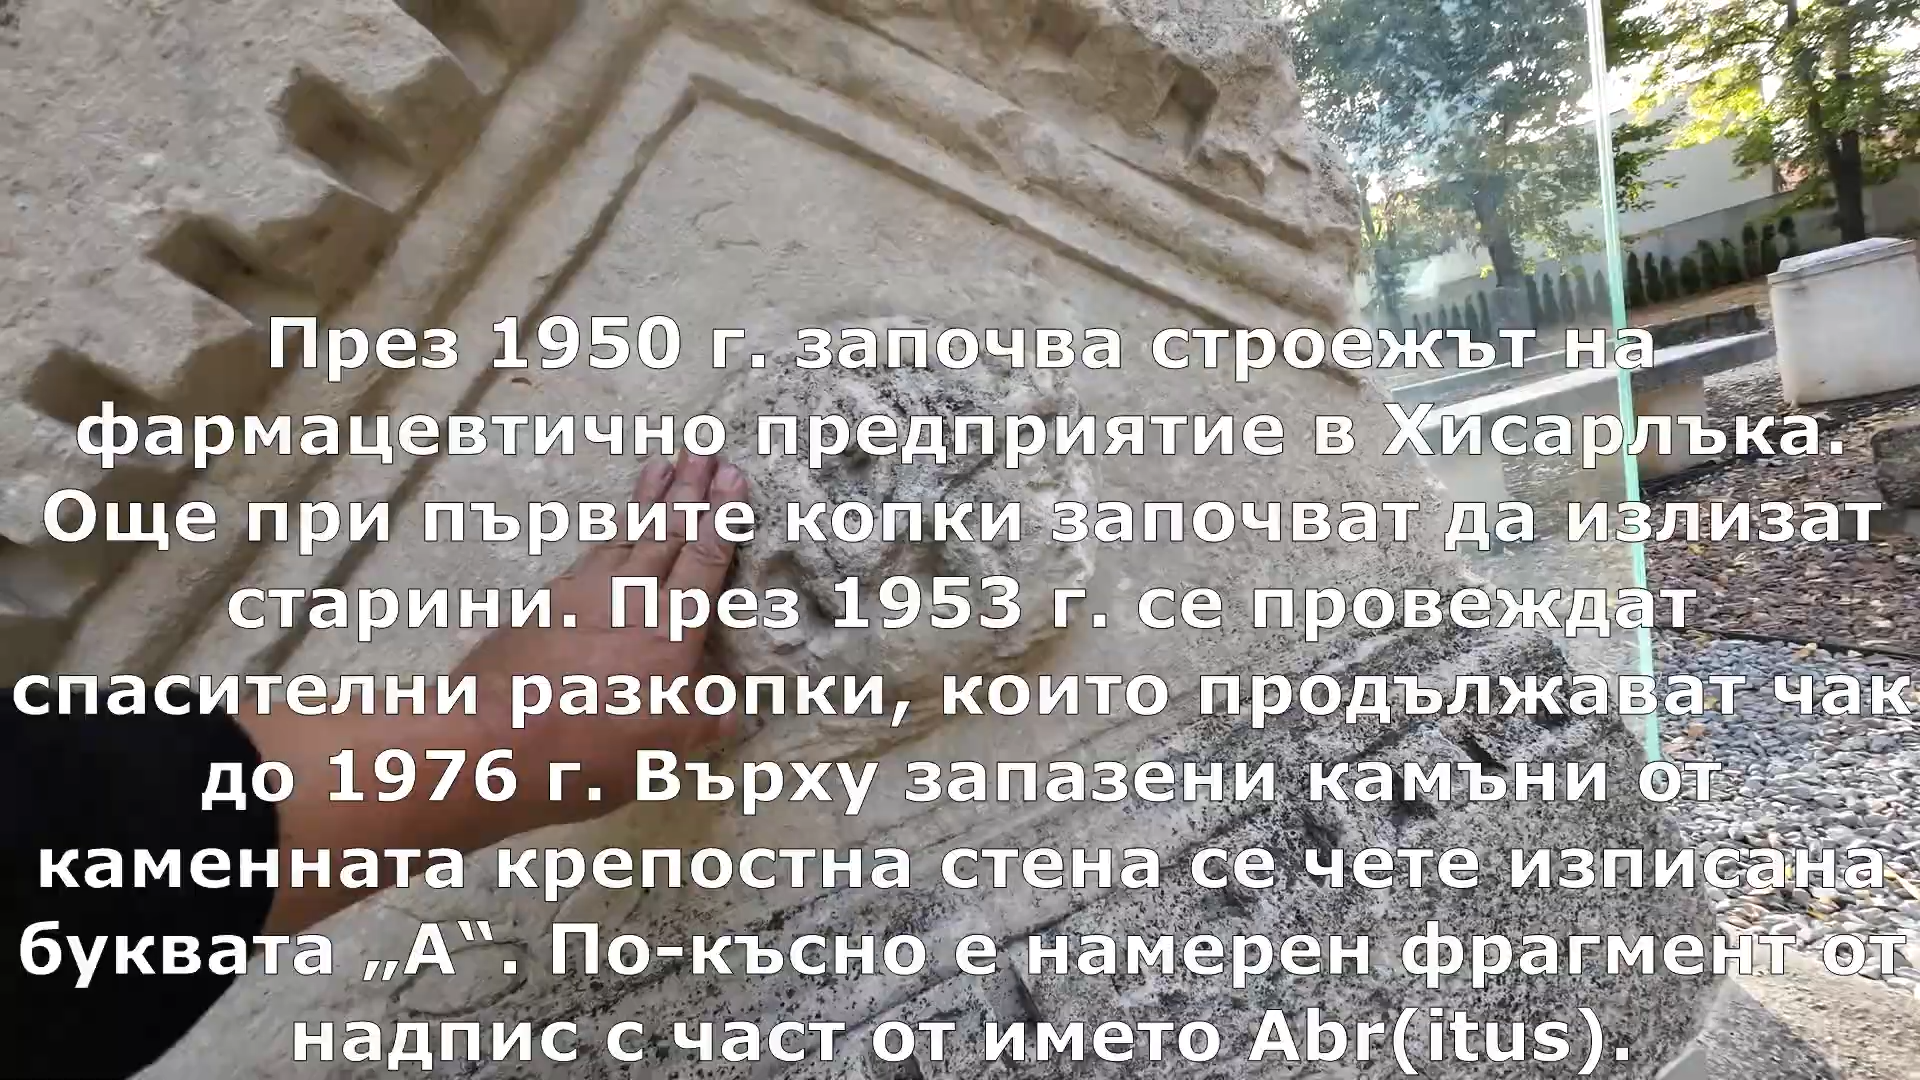 През 1950 г. започва строежът на
фармацевтично предприятие в Хисарлъка.
Още при първите копки започват да излизат
старини. През 1953 г. се провеждат
спасителни разкопки, които продължават чак
до 1976 г. Върху запазени камъни от
каменната крепостна стена се чете изписана
буквата „А“. По-късно е намерен фрагмент от
надпис с част от името Abr(itus).